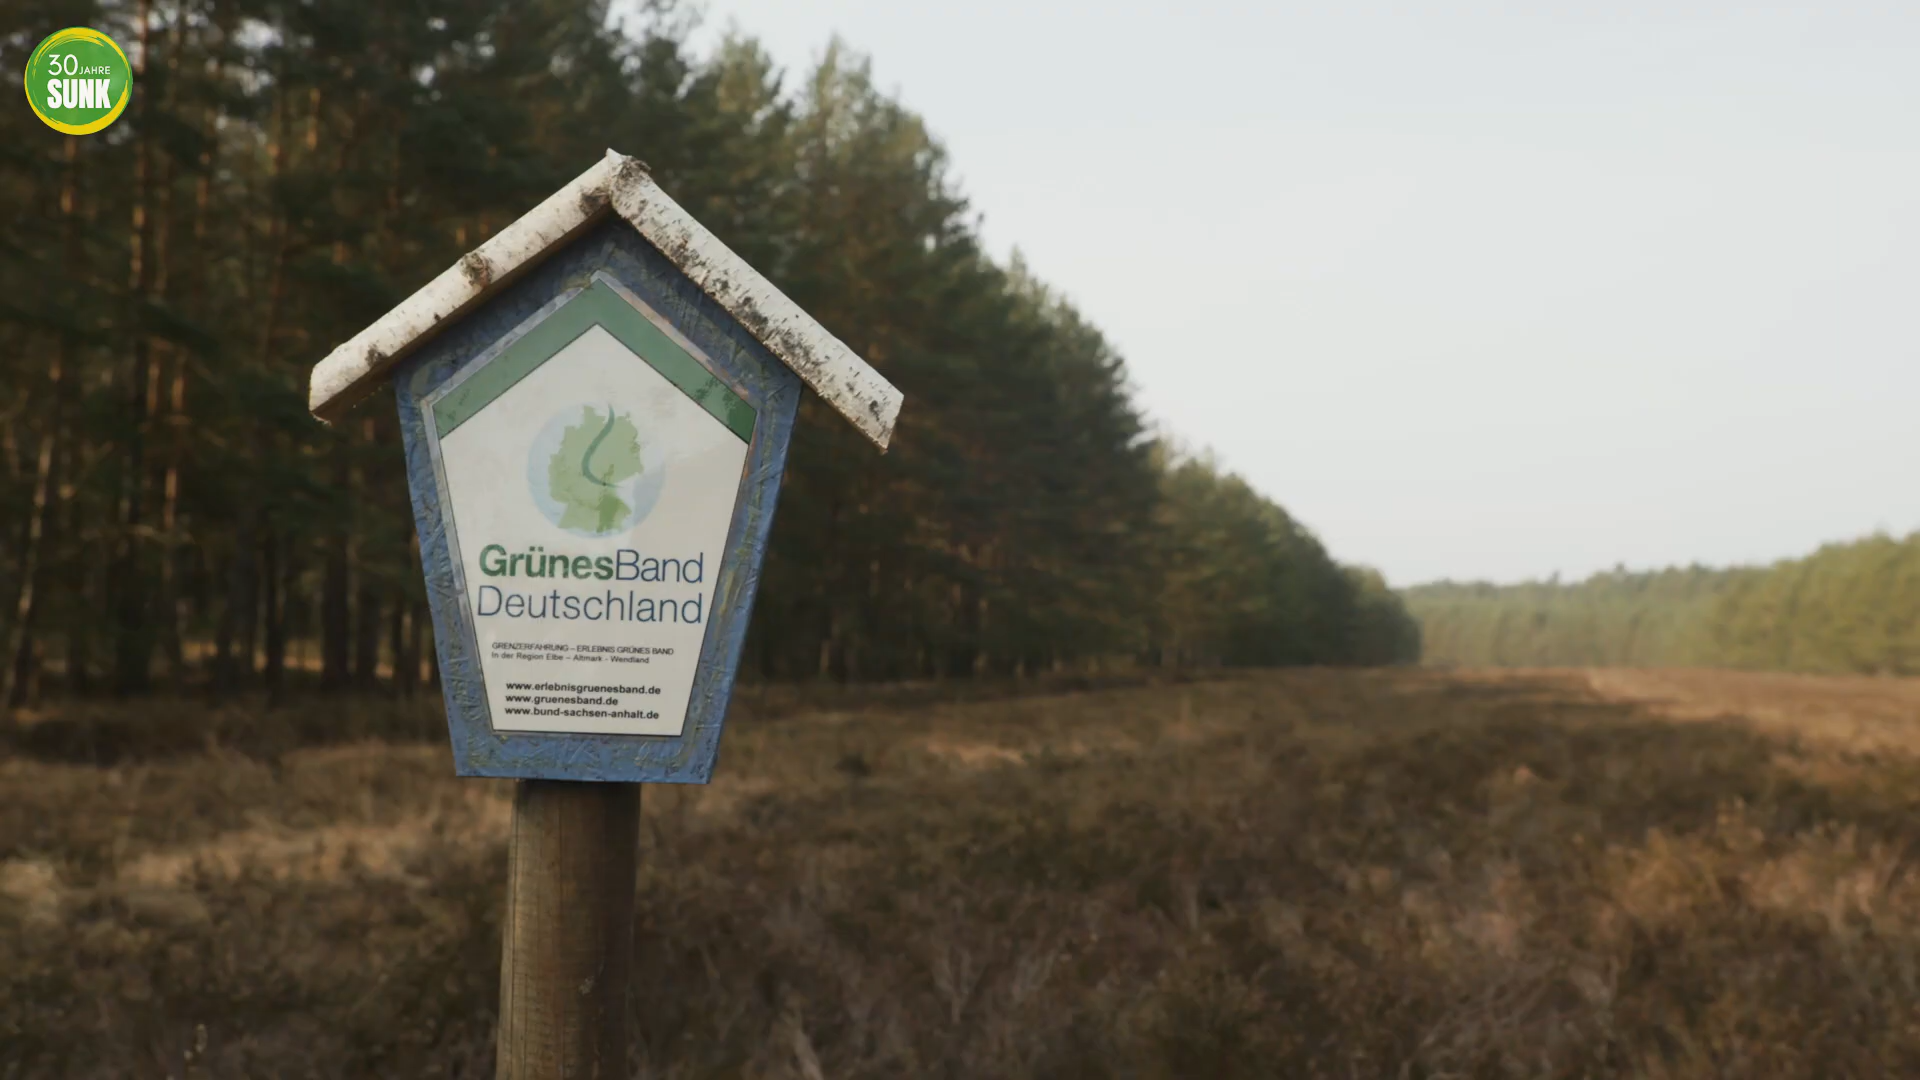 30 JAHRE
SUNK
GrünesBand
Deutschland
GRENZERFAHRUNG – ERLEBNIS GRÜNES BAND
In der Region Elbe – Altmark - Wendland
www.erlebnisgruenesband.de
www.gruenesband.de
www.bund-sachsen-anhalt.de